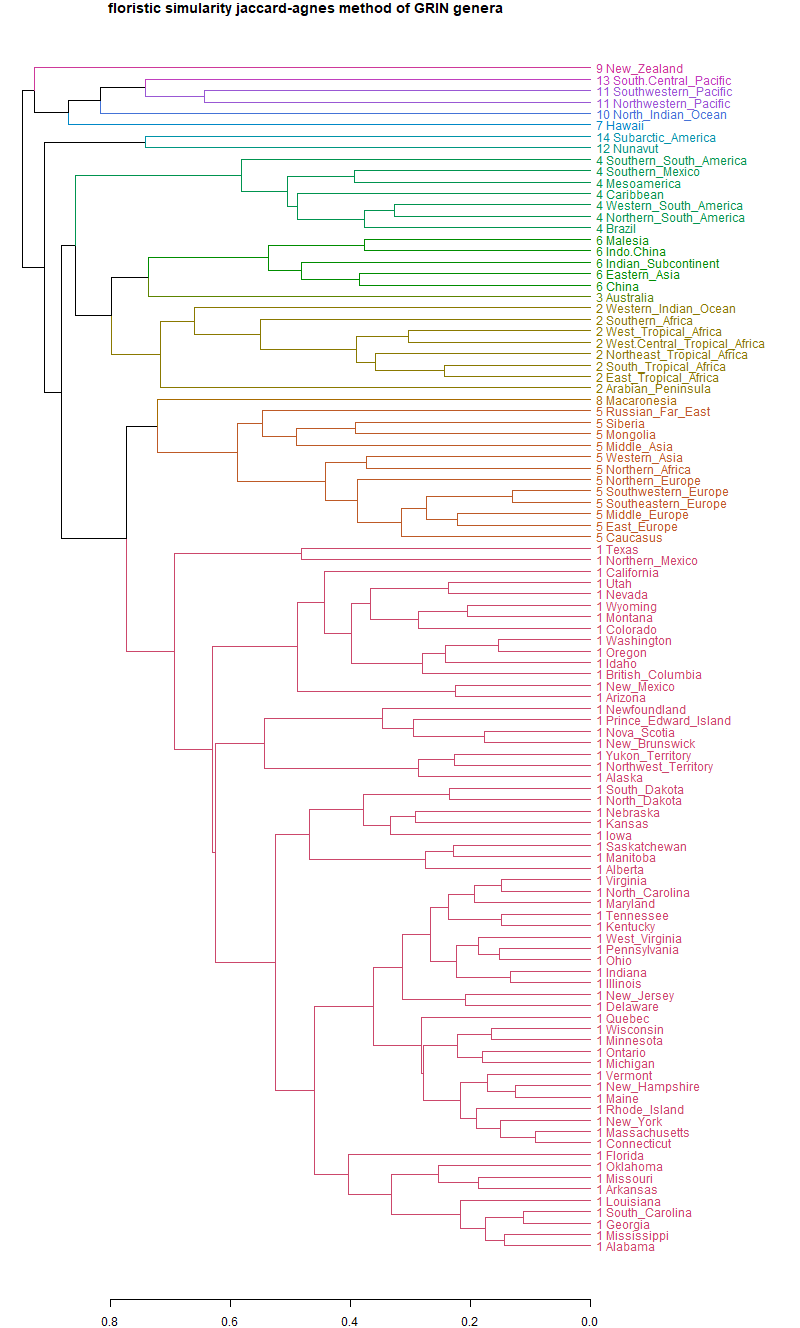 floristic simularity jaccard-agnes method of GRIN genera
9 New_Zealand
13 South.Central_Pacific
11 Southwestern_Pacific
11 Northwestern_Pacific
10 North_Indian_Ocean
7 Hawaii
14 Subarctic_America
12 Nunavut
4 Southern_South_America
4 Southern_Mexico
4 Mesoamerica
4 Caribbean
4 Western_South_America
4 Northern_South_America
4 Brazil
6 Malesia
6 Indo.China
6 Indian_Subcontinent
6 Eastern_Asia
6 China
3 Australia
2 Western_Indian_Ocean
2 Southern_Africa
2 West_Tropical_Africa
2 West.Central_Tropical_Africa
2 Northeast_Tropical_Africa
2 South_Tropical_Africa
2 East_Tropical_Africa
2 Arabian_Peninsula
8 Macaronesia
5 Russian_Far_East
5 Siberia
5 Mongolia
5 Middle_Asia
5 Western_Asia
5 Northern_Africa
5 Northern_Europe
5 Southwestern_Europe
5 Southeastern_Europe
5 Middle_Europe
5 East_Europe
5 Caucasus
1 Texas
1 Northern_Mexico
1 California
1 Utah
1 Nevada
1 Wyoming
1 Montana
1 Colorado
1 Washington
1 Oregon
1 Idaho
1 British_Columbia
1 New_Mexico
1 Arizona
1 Newfoundland
1 Prince_Edward_Island
1 Nova_Scotia
1 New_Brunswick
1 Yukon_Territory
1 Northwest_Territory
1 Alaska
1 South_Dakota
1 North_Dakota
1 Nebraska
1 Kansas
1 Iowa
1 Saskatchewan
1 Manitoba
1 Alberta
1 Virginia
1 North_Carolina
1 Maryland
1 Tennessee
1 Kentucky
1 West_Virginia
1 Pennsylvania
1 Ohio
1 Indiana
1 Illinois
1 New_Jersey
1 Delaware
1 Quebec
1 Wisconsin
1 Minnesota
1 Ontario
1 Michigan
1 Vermont
1 New_Hampshire
1 Maine
1 Rhode_Island
1 New_York
1 Massachusetts
1 Connecticut
1 Florida
1 Oklahoma
1 Missouri
1 Arkansas
1 Louisiana
1 South_Carolina
1 Georgia
1 Mississippi
1 Alabama
0.8 0.6 0.4 0.2 0.0